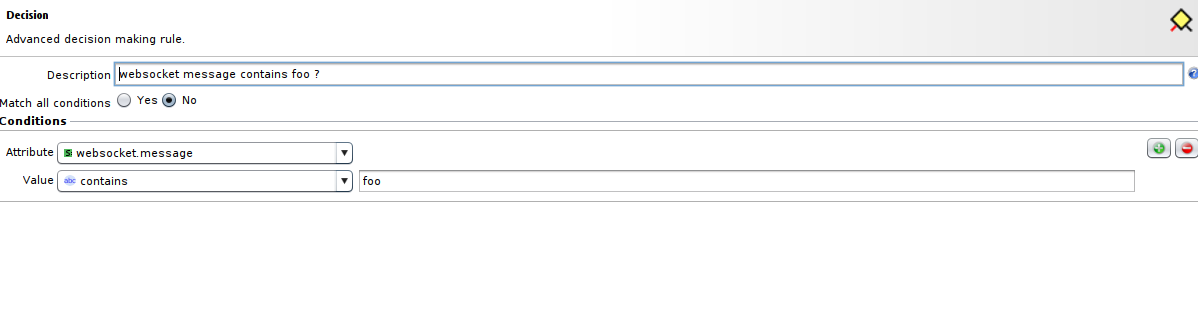 Decision
Advanced decision making rule.
Description websocket message contains foo ?
Match all conditions Yes No
Conditions
Attribute S websocket.message
Value abc contains foo